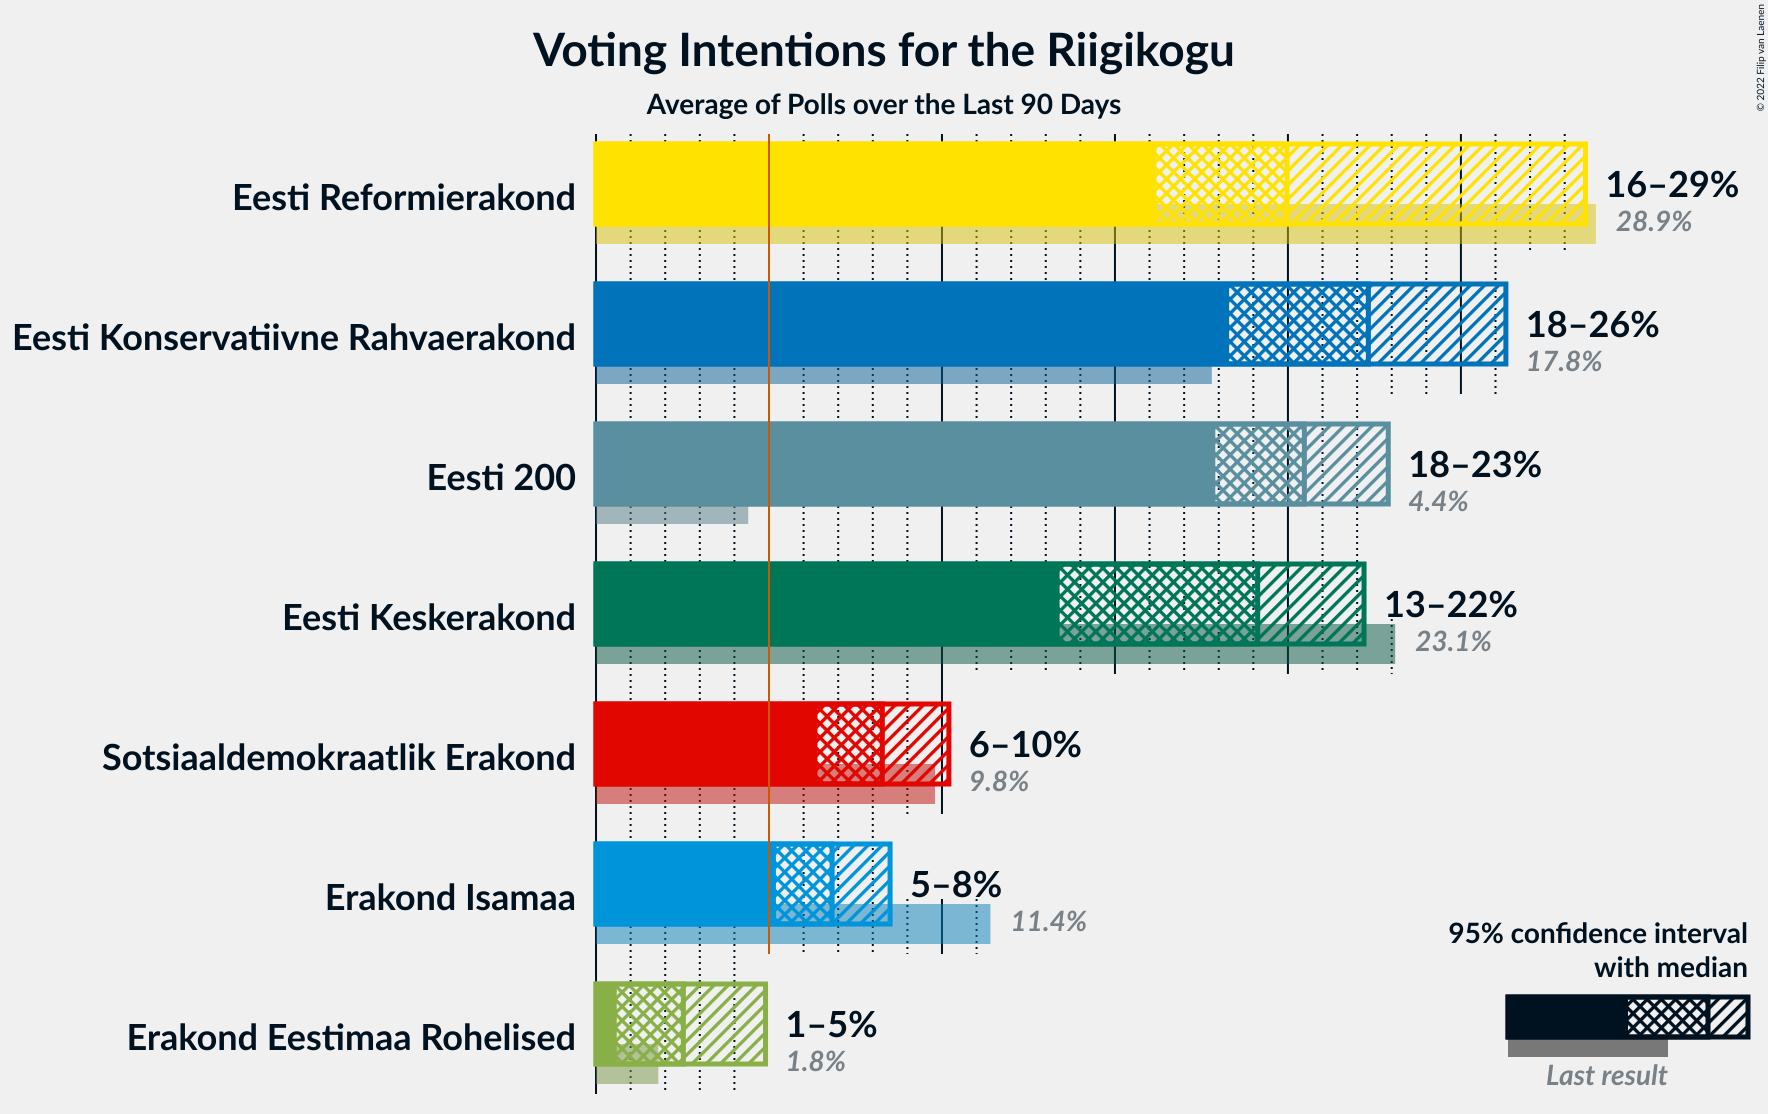 Voting Intentions for the Riigikogu
Average of Polls over the Last 90 Days
© 2022 Filip van Laenen
Eesti Reformierakond
16–29%
28.9%
Eesti Konservatiivne Rahvaerakond
18–26%
17.8%
Eesti 200
18–23%
4.4%
Eesti Keskerakond
13–22%
23.1%
Sotsiaaldemokraatlik Erakond
6–10%
9.8%
Erakond Isamaa
5–8%
11.4%
Erakond Eestimaa Rohelised
1–5%
1.8%
95% confidence interval
with median
Last result